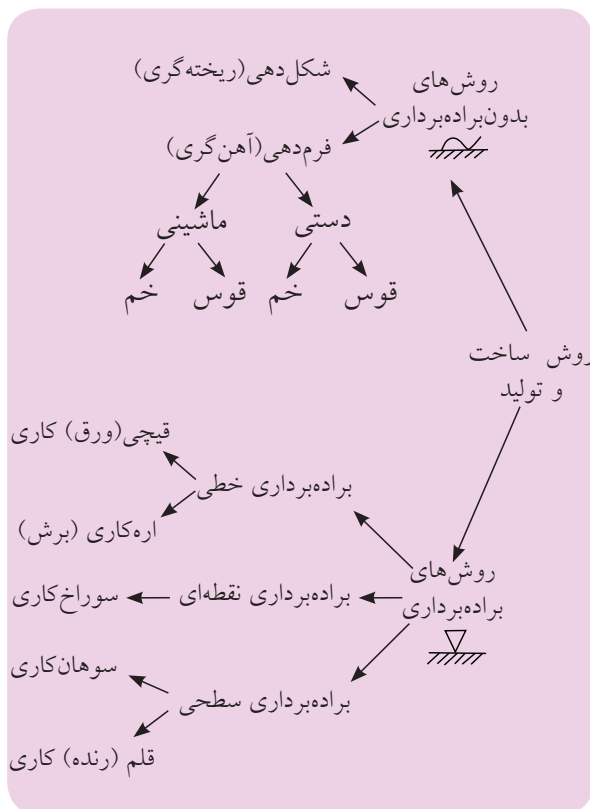 روش‌های
بدون‌براده‌برداری
شکل‌دهی(ریخته‌گری)
فرم‌دهی(آهن‌گری)
دستی
ماشینی
قوس
خم
قوس
خم
روش ساخت
و تولید
روش‌های
براده‌برداری
براده‌برداری خطی
قیچی(ورق) کاری
اره‌کاری (برش)
براده‌برداری نقطه‌ای
سوراخ‌کاری
براده‌برداری سطحی
سوهان‌کاری
قلم (رنده) کاری